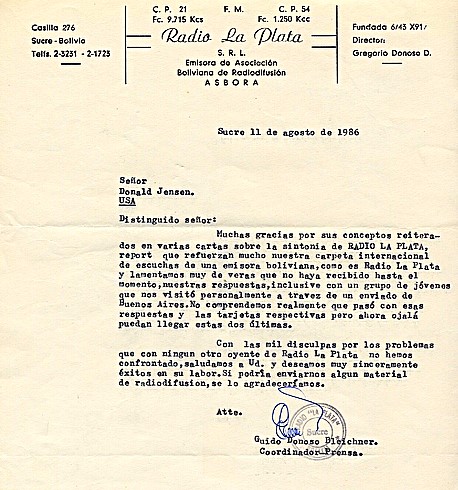 C. P. 21
F. M.
C. P. 54
Casilla 276
Fc. 9.715 Kcs
Fc. 1.250 Kcc
Fundada 6/43 X91/
Sucre - Bolivia
Radio La Plata
Director:
Telfs. 2-3231 - 2-1723
S. R. L.
Gregorio Donoso D.
Emisora de Asociación
Boliviana de Radiodifusión
ASBORA
Sucre 11 de agosto de 1986
Señor
Donald Jensen.
USA
Distinguido señor:
Muchas gracias por sus conceptos reitera-
dos en varias cartas sobre la sintonia de RADIO LA PLATA,
report que refuerzan mucho nuestra carpeta internacional
de escuchas de una emisora boliviana,como es Radio La Plata
y lamentamos muy de veras que no haya recibido hasta el
momento,nuestras respuestas,inclusive con un grupo de jóvenes
que nos visitó personalmente a travez de un enviado de
Buenos Aires.No comprendemos realmente que pasó con esas
respuestas y las tarjetas respectivas pero ahora ojalá
puedan llegar estas dos últimas.
Con las mil disculpas por los problemas
que con ningun otro oyente de Radio La Plata no hemos
confrontado,saludamos a Ud. y deseamos muy sinceramente
éxitos en su labor.Si podría enviarnos algun material
de radiodifusion,se lo agradeceríamos.
Atte.
RADIO "LA PLATA"
Sucre
Guido Donoso Bleichner.
Coordinador-Prensa.